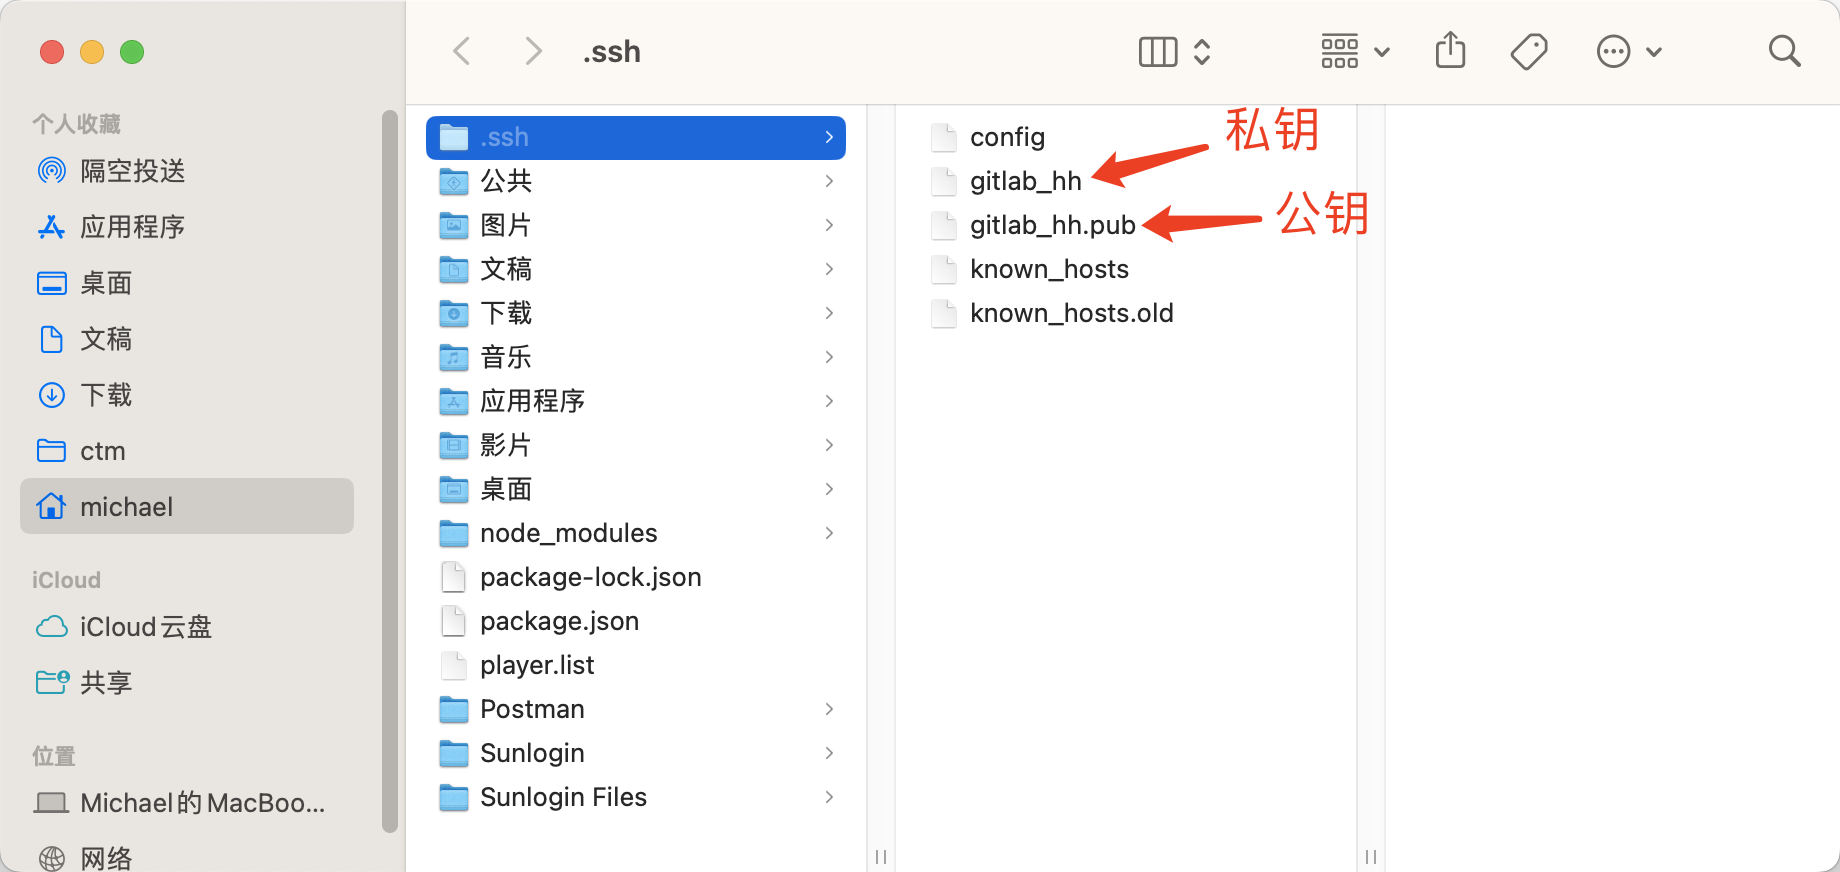 .ssh
个人收藏
隔空投送
应用程序
桌面
文稿
下载
ctm
michael
iCloud
iCloud云盘
共享
位置
Michael的MacBoo...
网络
.ssh
公共
图片
文稿
下载
音乐
应用程序
影片
桌面
node_modules
package-lock.json
package.json
player.list
Postman
Sunlogin
Sunlogin Files
config
gitlab_hh
私钥
gitlab_hh.pub
公钥
known_hosts
known_hosts.old